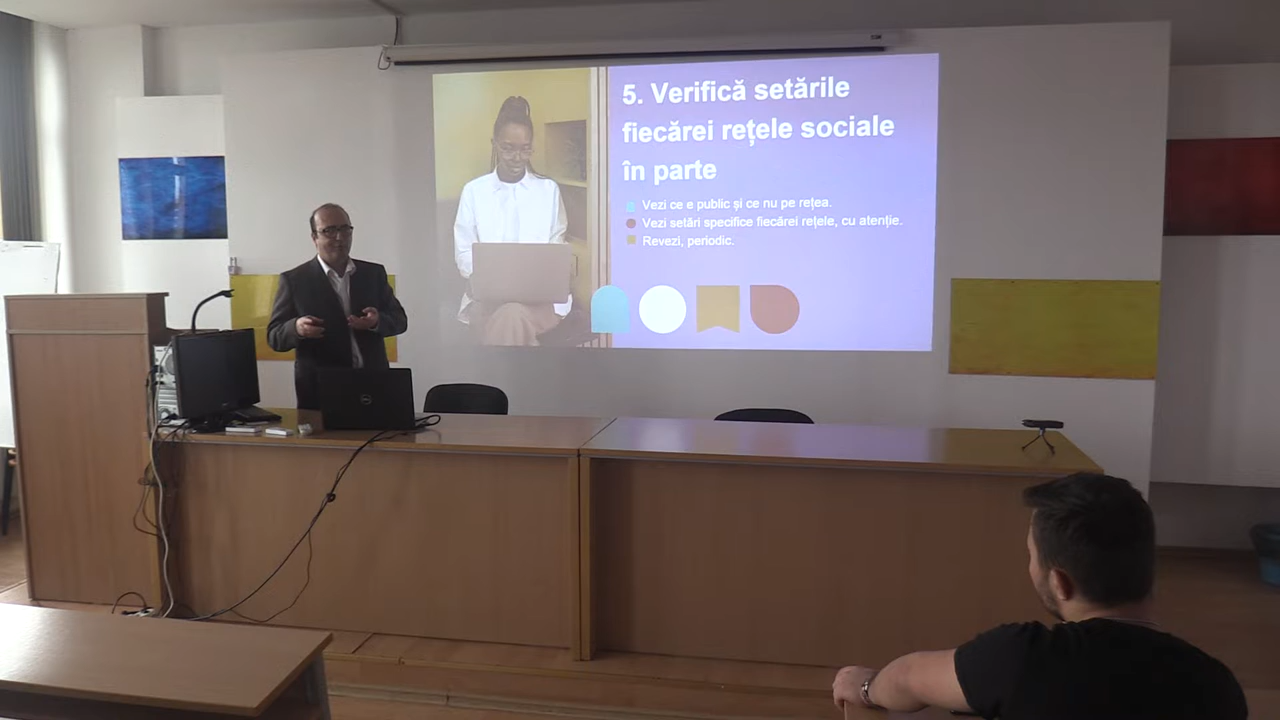 5. Verifică setările
fiecărei rețele sociale
în parte
Vezi ce e public și ce nu pe rețea.
Vezi setări specifice fiecărei rețele, cu atenție.
Revezi, periodic.
DELL